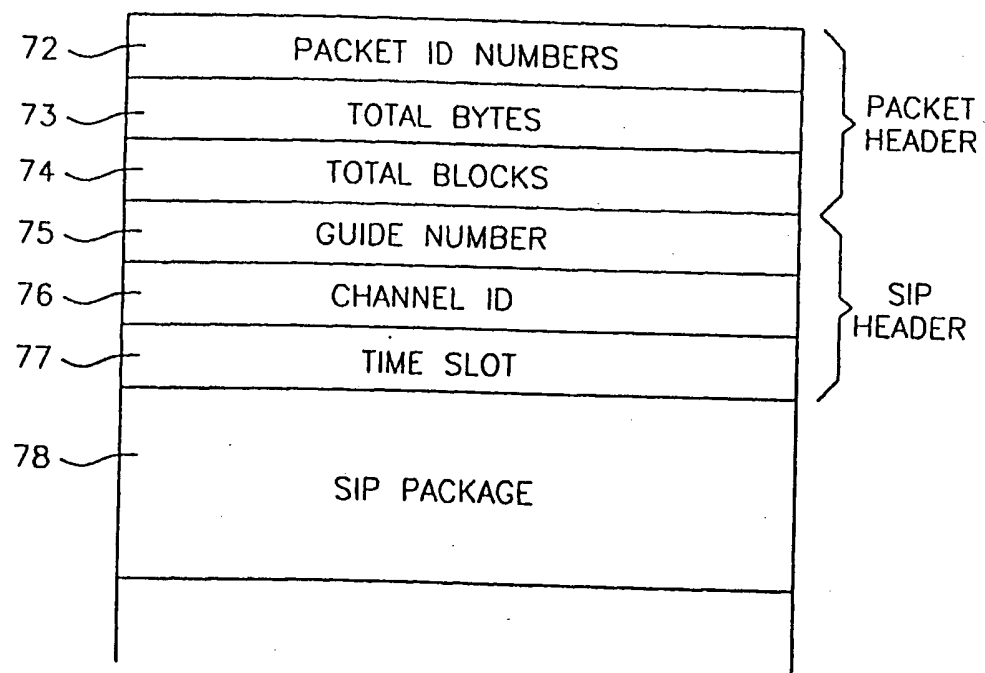 72 PACKET ID NUMBERS
73 TOTAL BYTES
74 TOTAL BLOCKS
PACKET
HEADER
75 GUIDE NUMBER
76 CHANNEL ID
77 TIME SLOT
SIP
HEADER
78 SIP PACKAGE